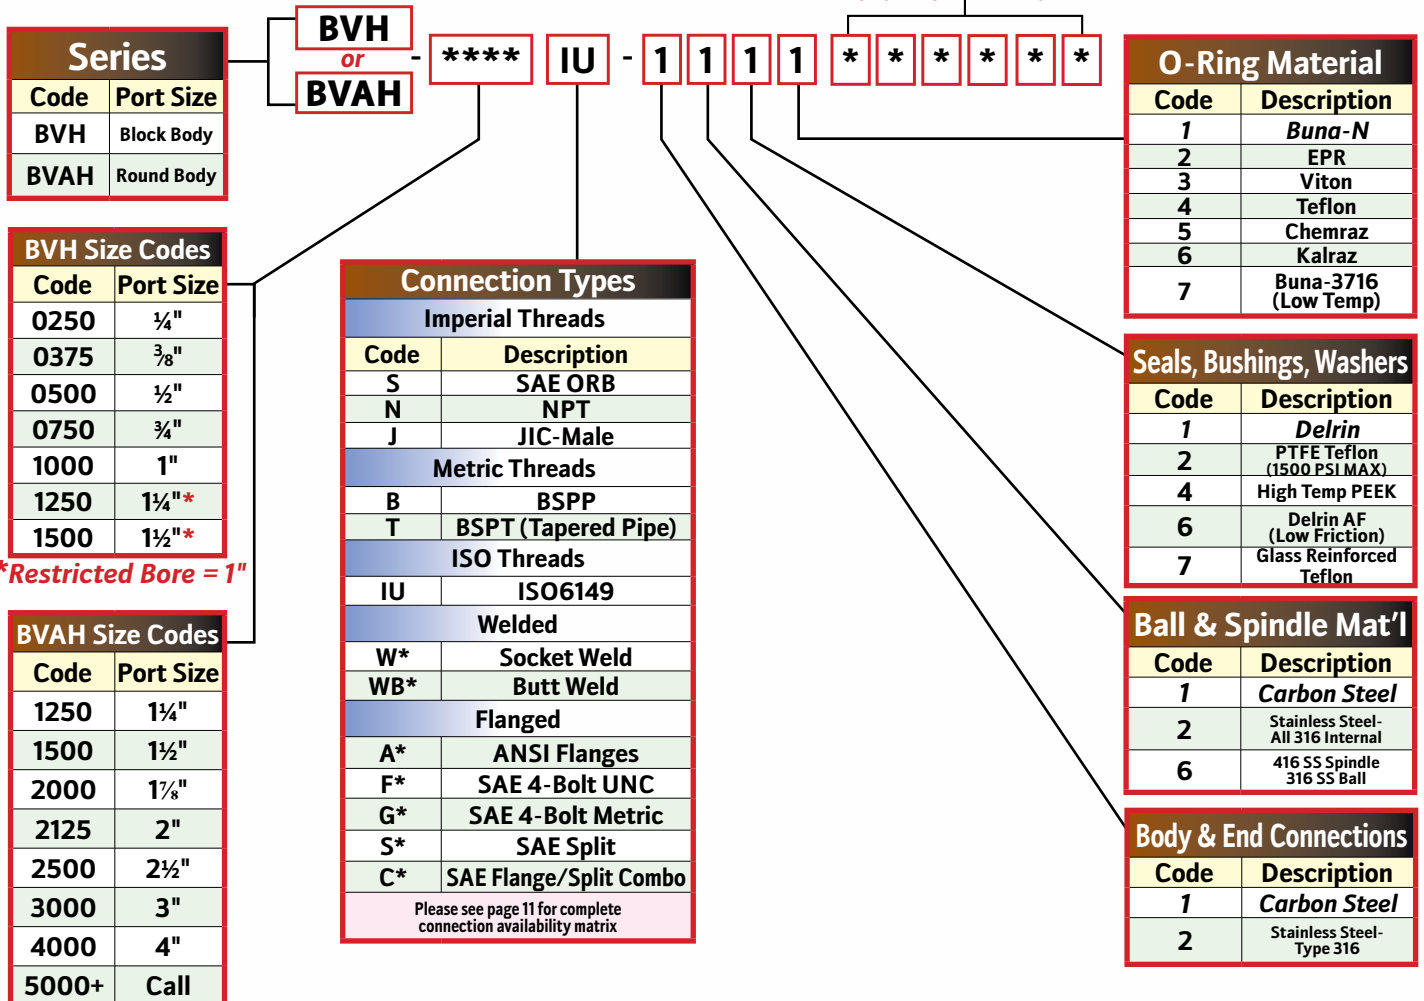 BVH
or
BVAH
- **** IU - 1 1 1 1 * * * * * *
Series
Code Port Size
BVH Block Body
BVAH Round Body
BVH Size Codes
Code Port Size
0250 ¼"
0375 ⅜"
0500 ½"
0750 ¾"
1000 1"
1250 1¼"*
1500 1½"*
*Restricted Bore = 1"
BVAH Size Codes
Code Port Size
1250 1¼"
1500 1½"
2000 1⅞"
2125 2"
2500 2½"
3000 3"
4000 4"
5000+ Call
Connection Types
Imperial Threads
Code Description
S SAE ORB
N NPT
J JIC-Male
Metric Threads
B BSPP
T BSPT (Tapered Pipe)
ISO Threads
IU ISO6149
Welded
W* Socket Weld
WB* Butt Weld
Flanged
A* ANSI Flanges
F* SAE 4-Bolt UNC
G* SAE 4-Bolt Metric
S* SAE Split
C* SAE Flange/Split Combo
Please see page 11 for complete
connection availability matrix
O-Ring Material
Code Description
1 Buna-N
2 EPR
3 Viton
4 Teflon
5 Chemraz
6 Kalraz
7 Buna-3716
(Low Temp)
Seals, Bushings, Washers
Code Description
1 Delrin
2 PTFE Teflon
(1500 PSI MAX)
4 High Temp PEEK
6 Delrin AF
(Low Friction)
7 Glass Reinforced
Teflon
Ball & Spindle Mat'l
Code Description
1 Carbon Steel
2 Stainless Steel-
All 316 Internal
6 416 SS Spindle
316 SS Ball
Body & End Connections
Code Description
1 Carbon Steel
2 Stainless Steel-
Type 316